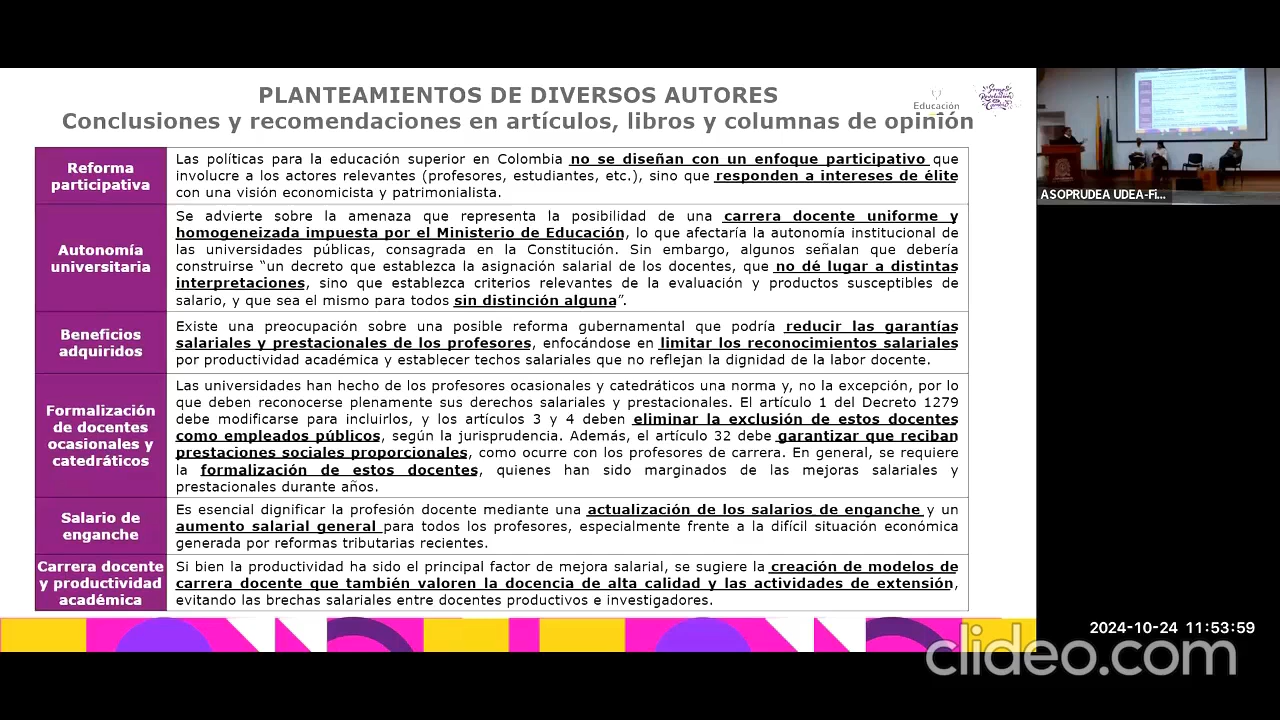 PLANTEAMIENTOS DE DIVERSOS AUTORES
Conclusiones y recomendaciones en artículos, libros y columnas de opinión
Educación
Reforma
participativa
Las políticas para la educación superior en Colombia no se diseñan con un enfoque participativo que
involucre a los actores relevantes (profesores, estudiantes, etc.), sino que responden a intereses de élite
con una visión economicista y patrimonialista.
Autonomía
universitaria
Se advierte sobre la amenaza que representa la posibilidad de una carrera docente uniforme y
homogeneizada impuesta por el Ministerio de Educación, lo que afectaría la autonomía institucional de
las universidades públicas, consagrada en la Constitución. Sin embargo, algunos señalan que debería
construirse “un decreto que establezca la asignación salarial de los docentes, que no dé lugar a distintas
interpretaciones, sino que establezca criterios relevantes de la evaluación y productos susceptibles de
salario, y que sea el mismo para todos sin distinción alguna”.
Beneficios
adquiridos
Existe una preocupación sobre una posible reforma gubernamental que podría reducir las garantías
salariales y prestacionales de los profesores, enfocándose en limitar los reconocimientos salariales
por productividad académica y establecer techos salariales que no reflejan la dignidad de la labor docente.
Formalización
de docentes
ocasionales y
catedráticos
Las universidades han hecho de los profesores ocasionales y catedráticos una norma y, no la excepción, por lo
que deben reconocerse plenamente sus derechos salariales y prestacionales. El artículo 1 del Decreto 1279
debe modificarse para incluirlos, y los artículos 3 y 4 deben eliminar la exclusión de estos docentes
como empleados públicos, según la jurisprudencia. Además, el artículo 32 debe garantizar que reciban
prestaciones sociales proporcionales, como ocurre con los profesores de carrera. En general, se requiere
la formalización de estos docentes, quienes han sido marginados de las mejoras salariales y
prestacionales durante años.
Salario de
enganche
Es esencial dignificar la profesión docente mediante una actualización de los salarios de enganche y un
aumento salarial general para todos los profesores, especialmente frente a la difícil situación económica
generada por reformas tributarias recientes.
Carrera docente
y productividad
académica
Si bien la productividad ha sido el principal factor de mejora salarial, se sugiere la creación de modelos de
carrera docente que también valoren la docencia de alta calidad y las actividades de extensión,
evitando las brechas salariales entre docentes productivos e investigadores.
ASOPRUDEA UDEA-Fi...
2024-10-24 11:53:59
clideo.com